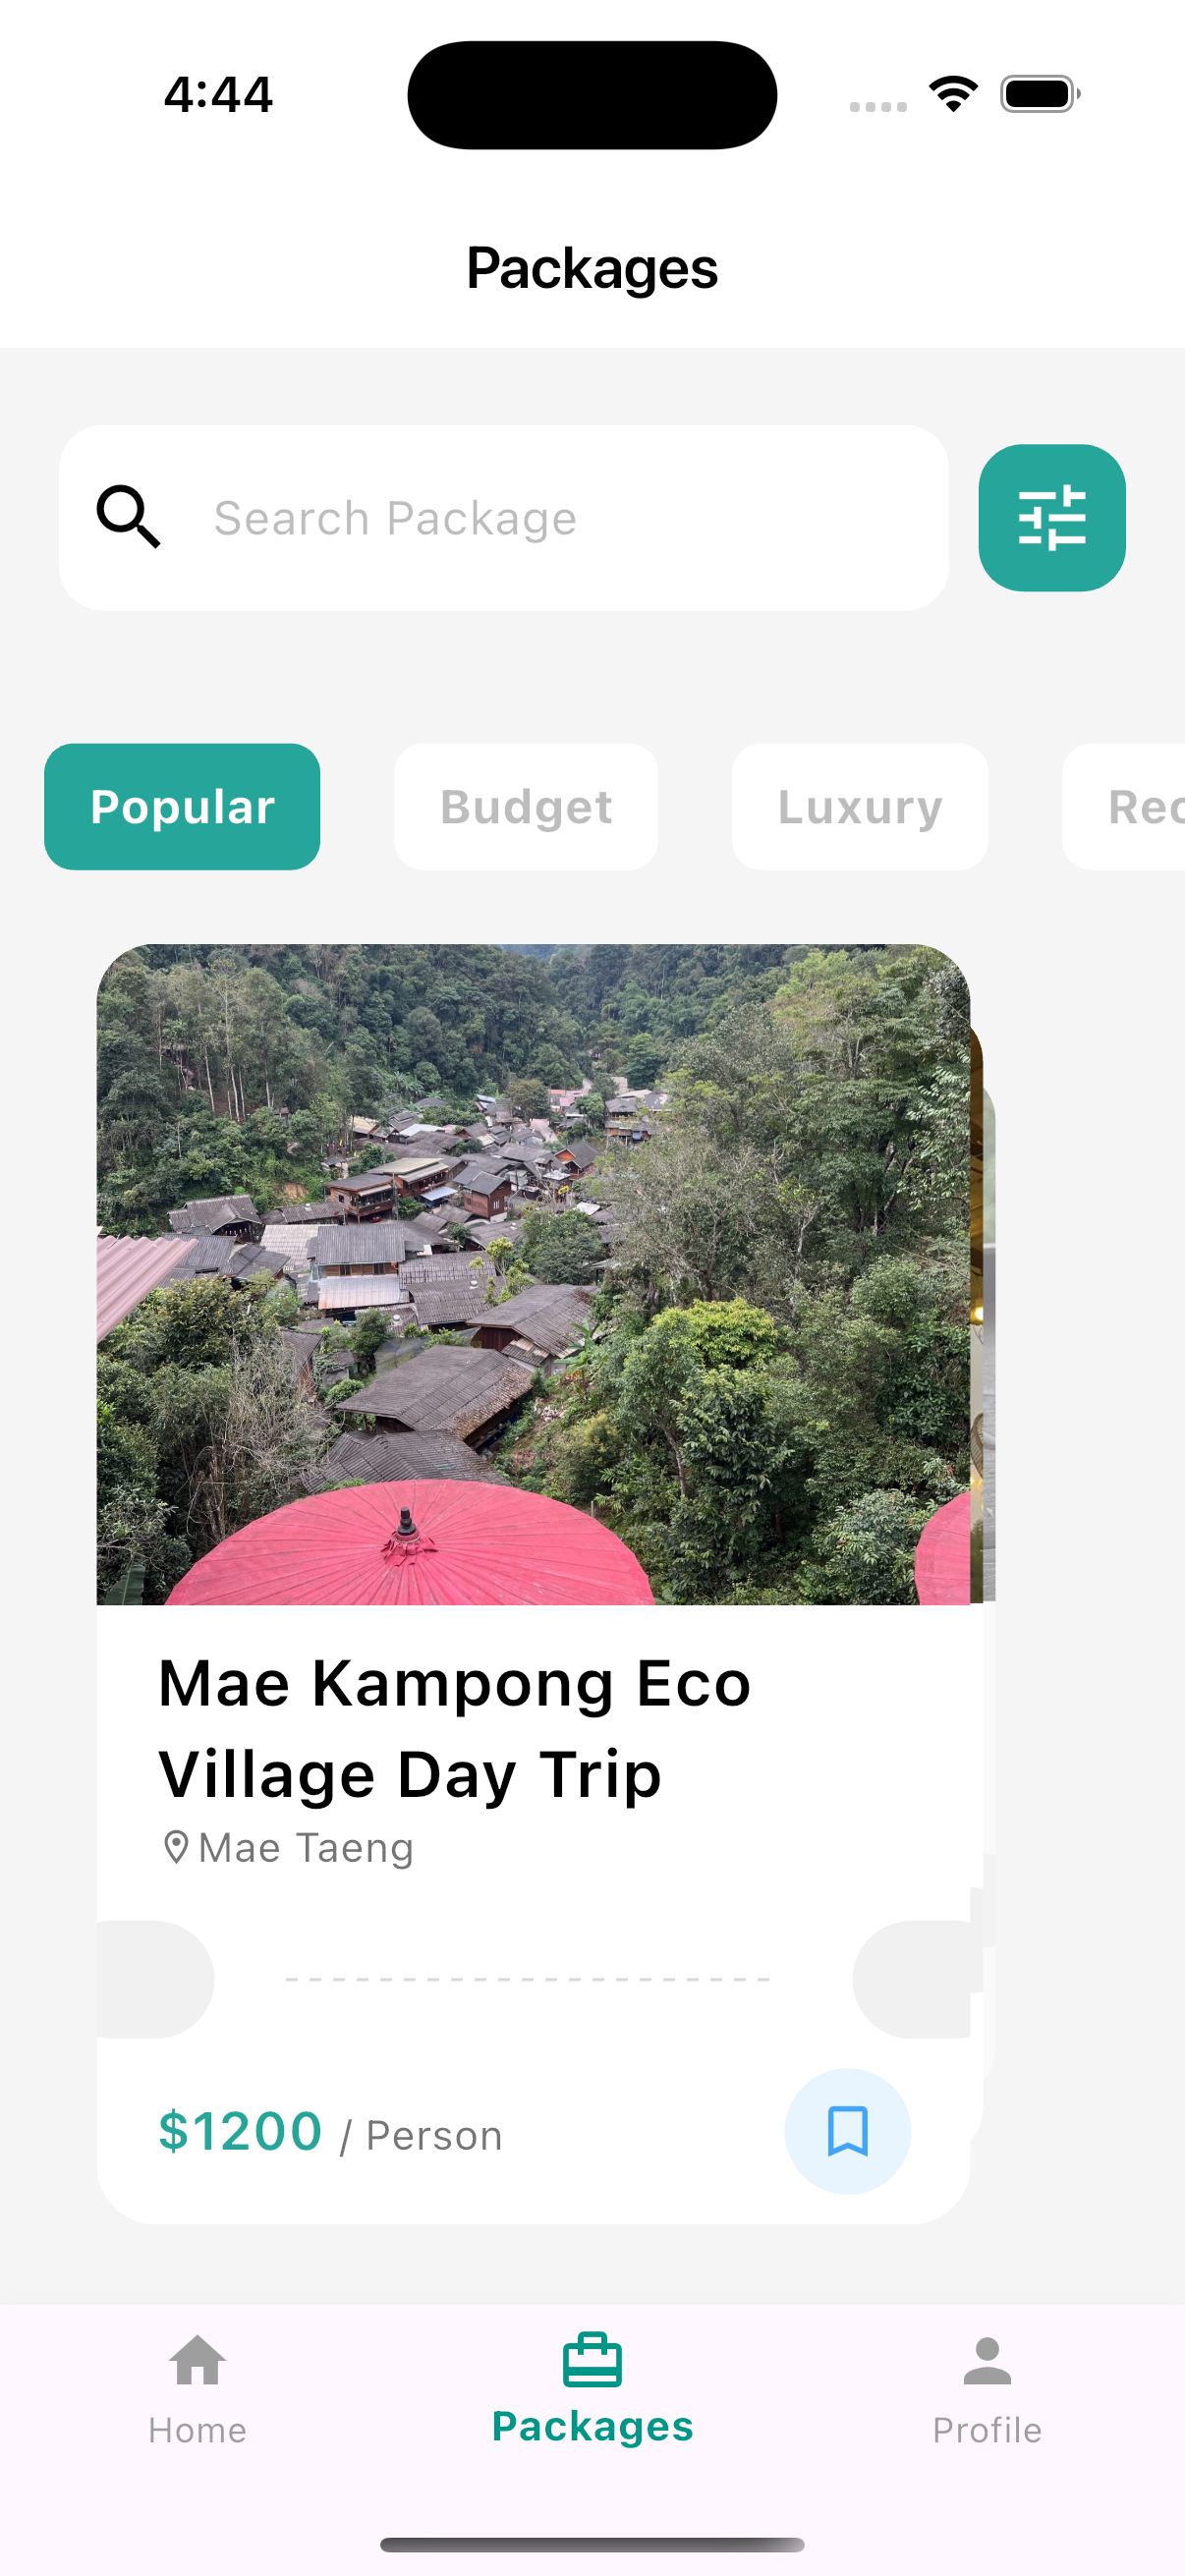 4:44
Packages
Search Package
Popular
Budget
Luxury
Rec
Mae Kampong Eco
Village Day Trip
Mae Taeng
$1200 / Person
Home
Packages
Profile